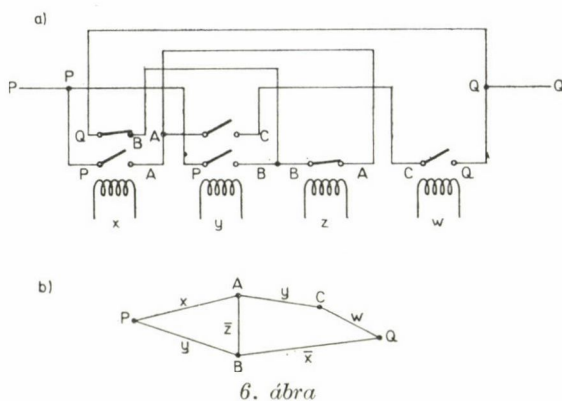 a)
P P Q Q
Q B A C
P A P B B A C Q
x y z w
b)
A C
x y w
P z̄ Q
y x̄
B
6. ábra